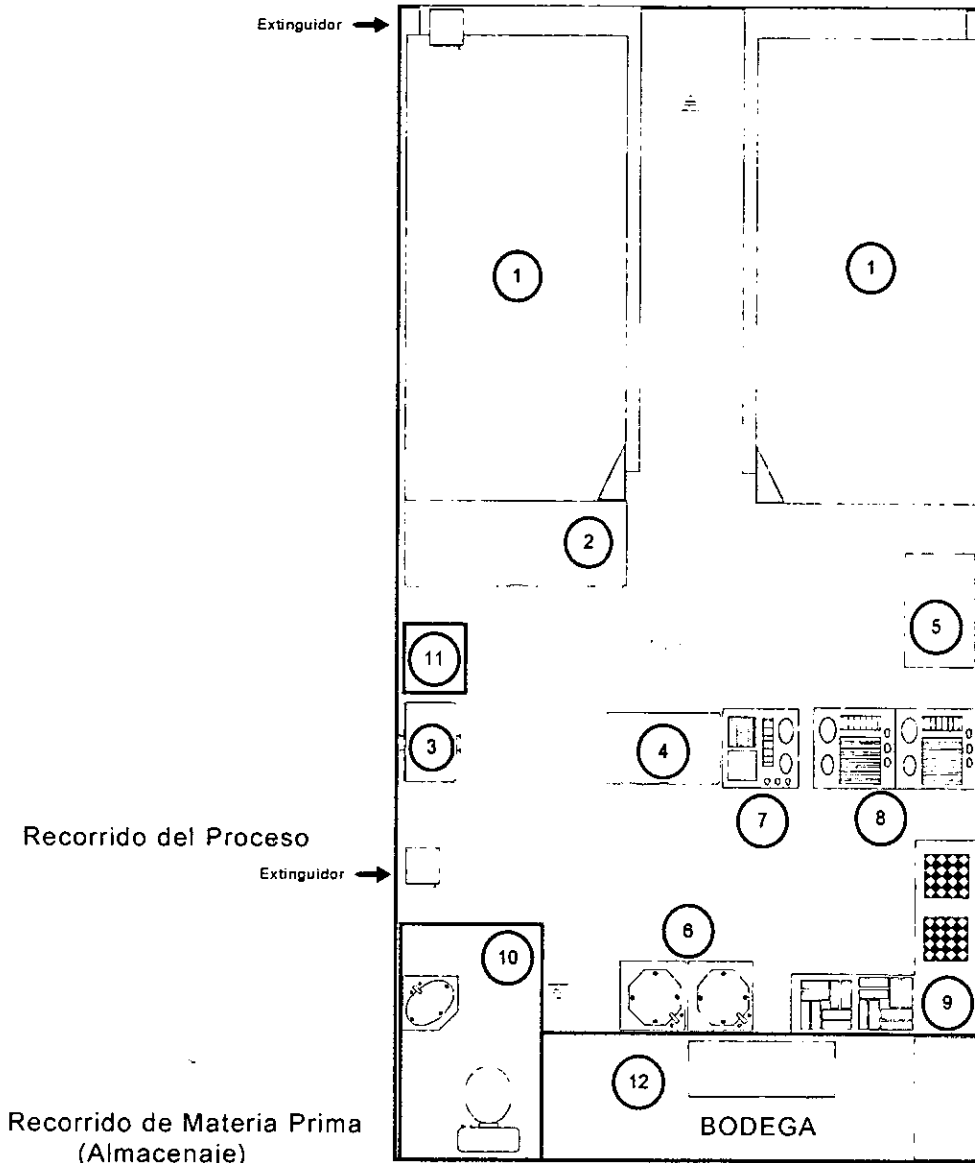 Extinguidor
1
1
2
5
11
3
4
7
8
Recorrido del Proceso
Extinguidor
6
10
9
12
Recorrido de Materia Prima
(Almacenaje)
BODEGA